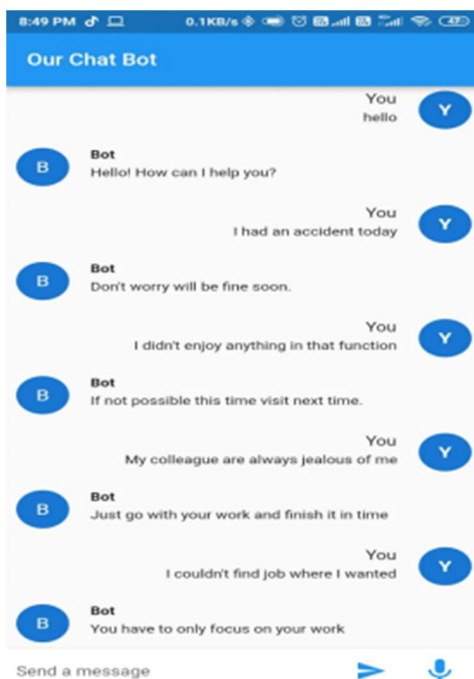 8:49 PM 0.1KB/s 47
Our Chat Bot
You
Y
hello
Bot
B
Hello! How can I help you?
You
Y
I had an accident today
Bot
B
Don't worry will be fine soon.
You
Y
I didn't enjoy anything in that function
Bot
B
If not possible this time visit next time.
You
Y
My colleague are always jealous of me
Bot
B
Just go with your work and finish it in time
You
Y
I couldn't find job where I wanted
Bot
B
You have to only focus on your work
Send a message